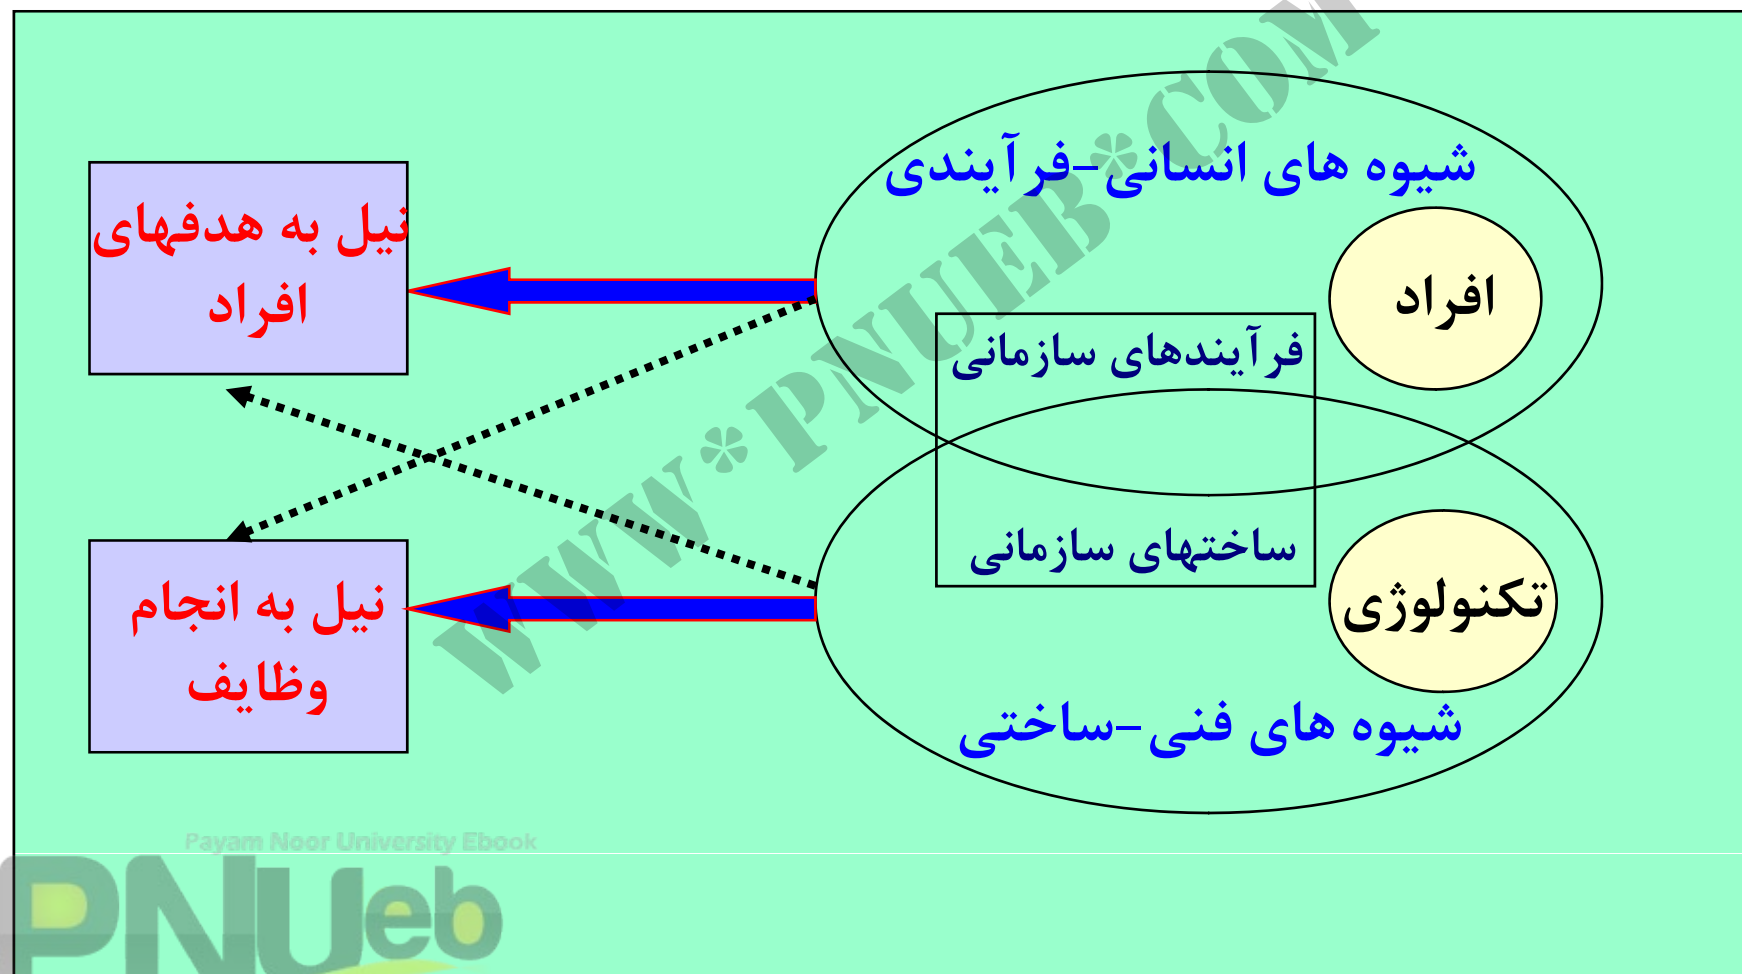 شیوه های انسانی-فرآیندی
افراد
فرآیندهای سازمانی
ساختهای سازمانی
تکنولوژی
شیوه های فنی-ساختی
نیل به هدفهای
افراد
نیل به انجام
وظایف
WWW*PNUEB*COM
Payam Noor University Ebook
PNUeb